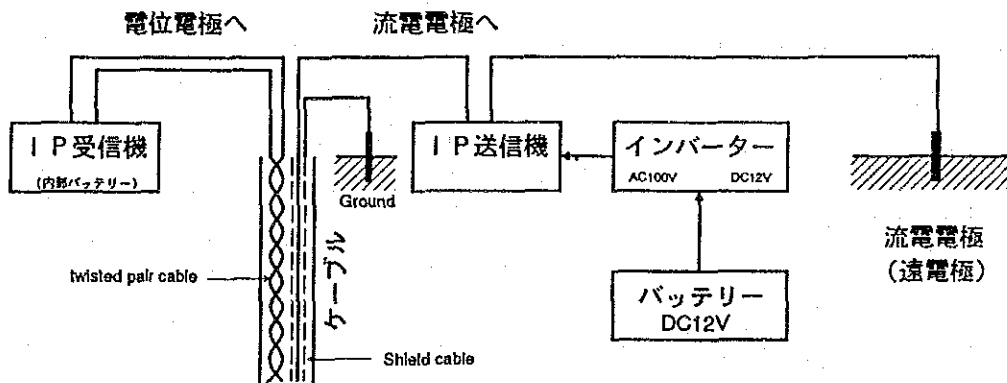 電位電極へ
流電電極へ
IP受信機
(内部バッテリー)
IP送信機
インバーター
AC100V DC12V
Ground
流電電極
(遠電極)
twisted pair cable
ケーブル
バッテリー
DC12V
Shield cable